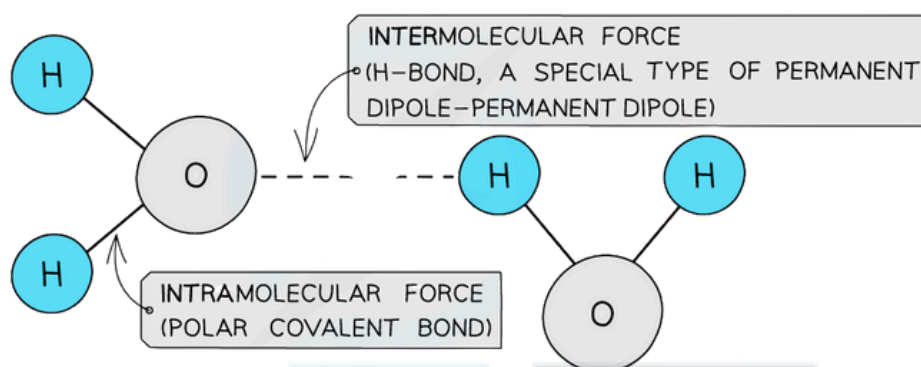 INTERMOLECULAR FORCE
(H-BOND, A SPECIAL TYPE OF PERMANENT
DIPOLE-PERMANENT DIPOLE)
H
O
H
H
H
INTRAMOLECULAR FORCE
(POLAR COVALENT BOND)
O